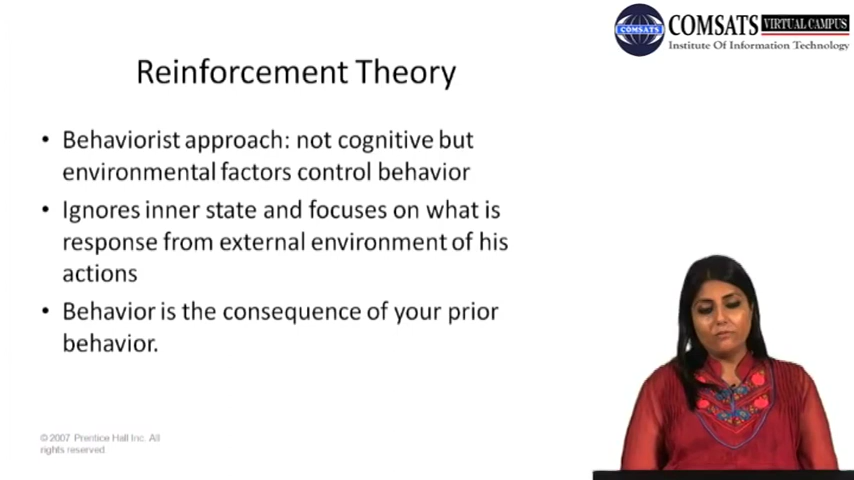 COMSATS VIRTUAL CAMPUS
Institute Of Information Technology
COMSATS
Reinforcement Theory
• Behaviorist approach: not cognitive but
environmental factors control behavior
• Ignores inner state and focuses on what is
response from external environment of his
actions
• Behavior is the consequence of your prior
behavior.
© 2007 Prentice Hall Inc. All
rights reserved